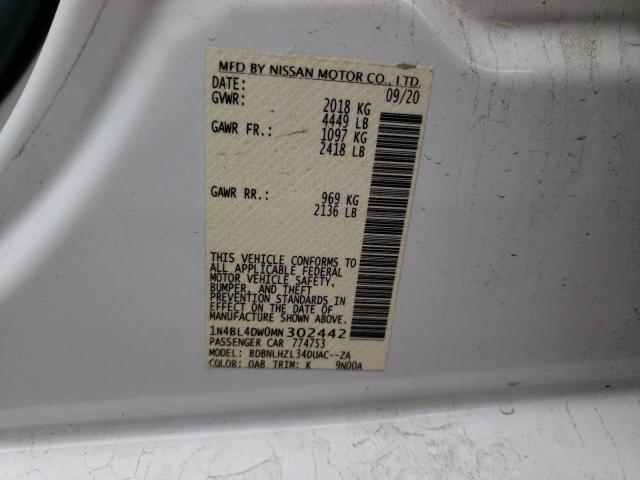 MFD BY NISSAN MOTOR CO., LTD.
DATE: 09/20
GVWR: 2018 KG
4449 LB
GAWR FR.: 1097 KG
2418 LB
GAWR RR.: 969 KG
2136 LB
THIS VEHICLE CONFORMS TO
ALL APPLICABLE FEDERAL
MOTOR VEHICLE SAFETY,
BUMPER, AND THEFT
PREVENTION STANDARDS IN
EFFECT ON THE DATE OF
MANUFACTURE SHOWN ABOVE.
1N4BL4DW0MN302442
PASSENGER CAR 774753
MODEL: BDBNLHZL34DUAC--ZA
COLOR: QAB TRIM: K 9N00A